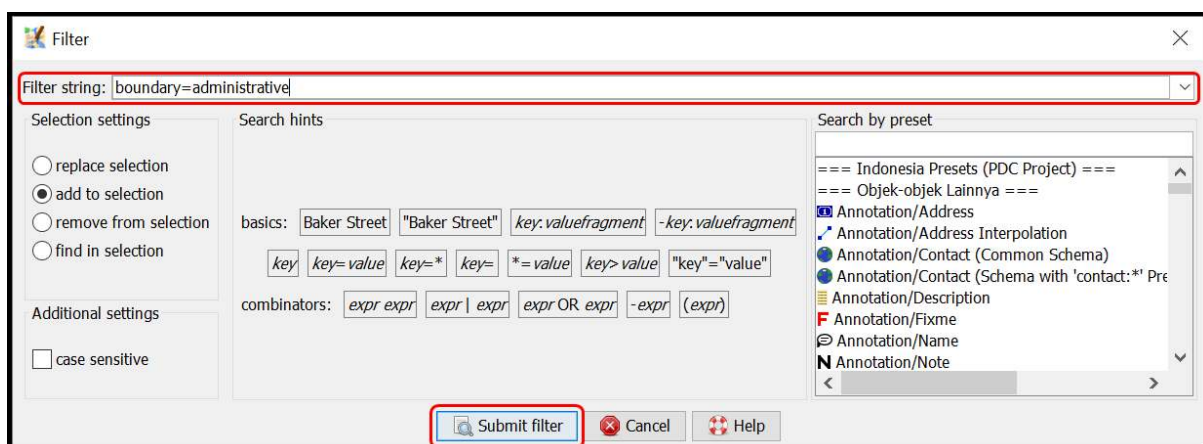 Filter
Filter string: boundary=administrative
Selection settings
replace selection
add to selection
remove from selection
find in selection
Additional settings
case sensitive
Search hints
basics: Baker Street "Baker Street" key:valuefragment -key:valuefragment
key key=value key=* key= *=value key>value "key"="value"
combinators: expr expr expr | expr expr OR expr -expr (expr)
Search by preset
=== Indonesia Presets (PDC Project) ===
=== Objek-objek Lainnya ===
Annotation/Address
Annotation/Address Interpolation
Annotation/Contact (Common Schema)
Annotation/Contact (Schema with 'contact:*' Pre
Annotation/Description
Annotation/Fixme
Annotation/Name
Annotation/Note
Submit filter Cancel Help